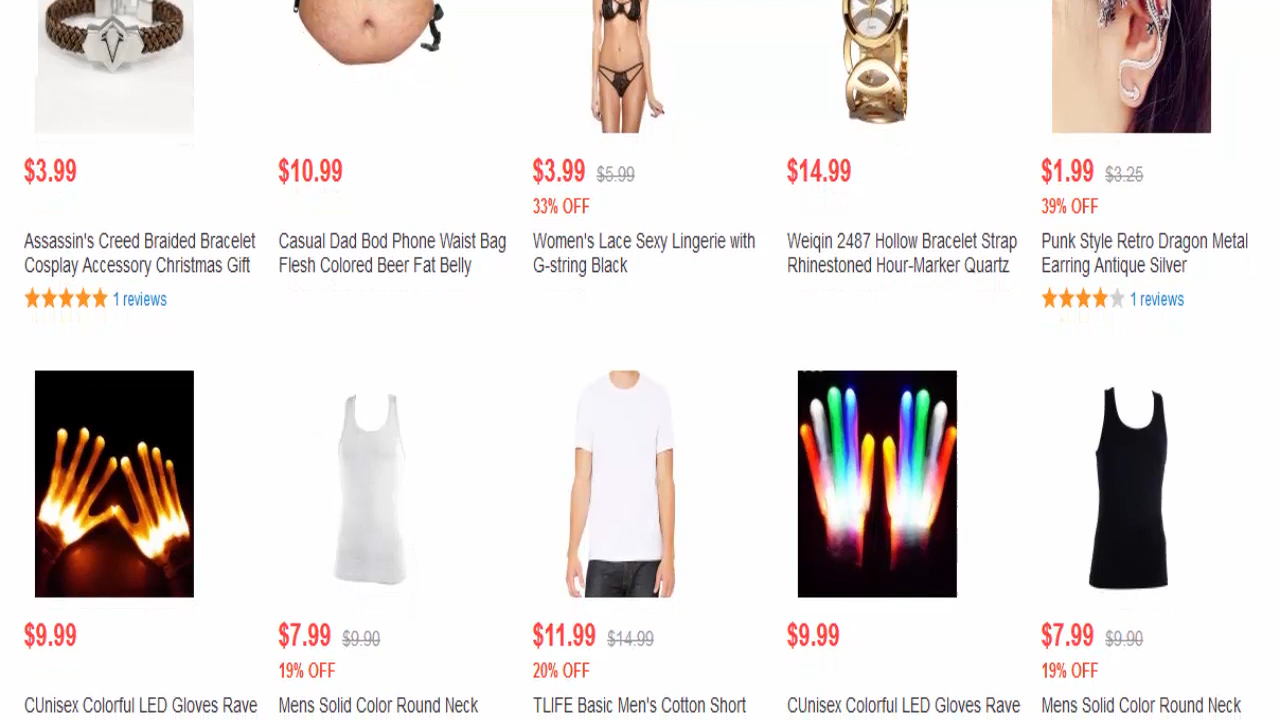 $3.99
$10.99
$3.99 $5.99
$14.99
$1.99 $3.25
33% OFF
39% OFF
Assassin's Creed Braided Bracelet
Cosplay Accessory Christmas Gift
Casual Dad Bod Phone Waist Bag
Flesh Colored Beer Fat Belly
Women's Lace Sexy Lingerie with
G-string Black
Weiqin 2487 Hollow Bracelet Strap
Rhinestoned Hour-Marker Quartz
Punk Style Retro Dragon Metal
Earring Antique Silver
1 reviews
1 reviews
$9.99
$7.99 $9.90
$11.99 $14.99
$9.99
$7.99 $9.90
19% OFF
20% OFF
19% OFF
CUnisex Colorful LED Gloves Rave
Mens Solid Color Round Neck
TLIFE Basic Men's Cotton Short
CUnisex Colorful LED Gloves Rave
Mens Solid Color Round Neck